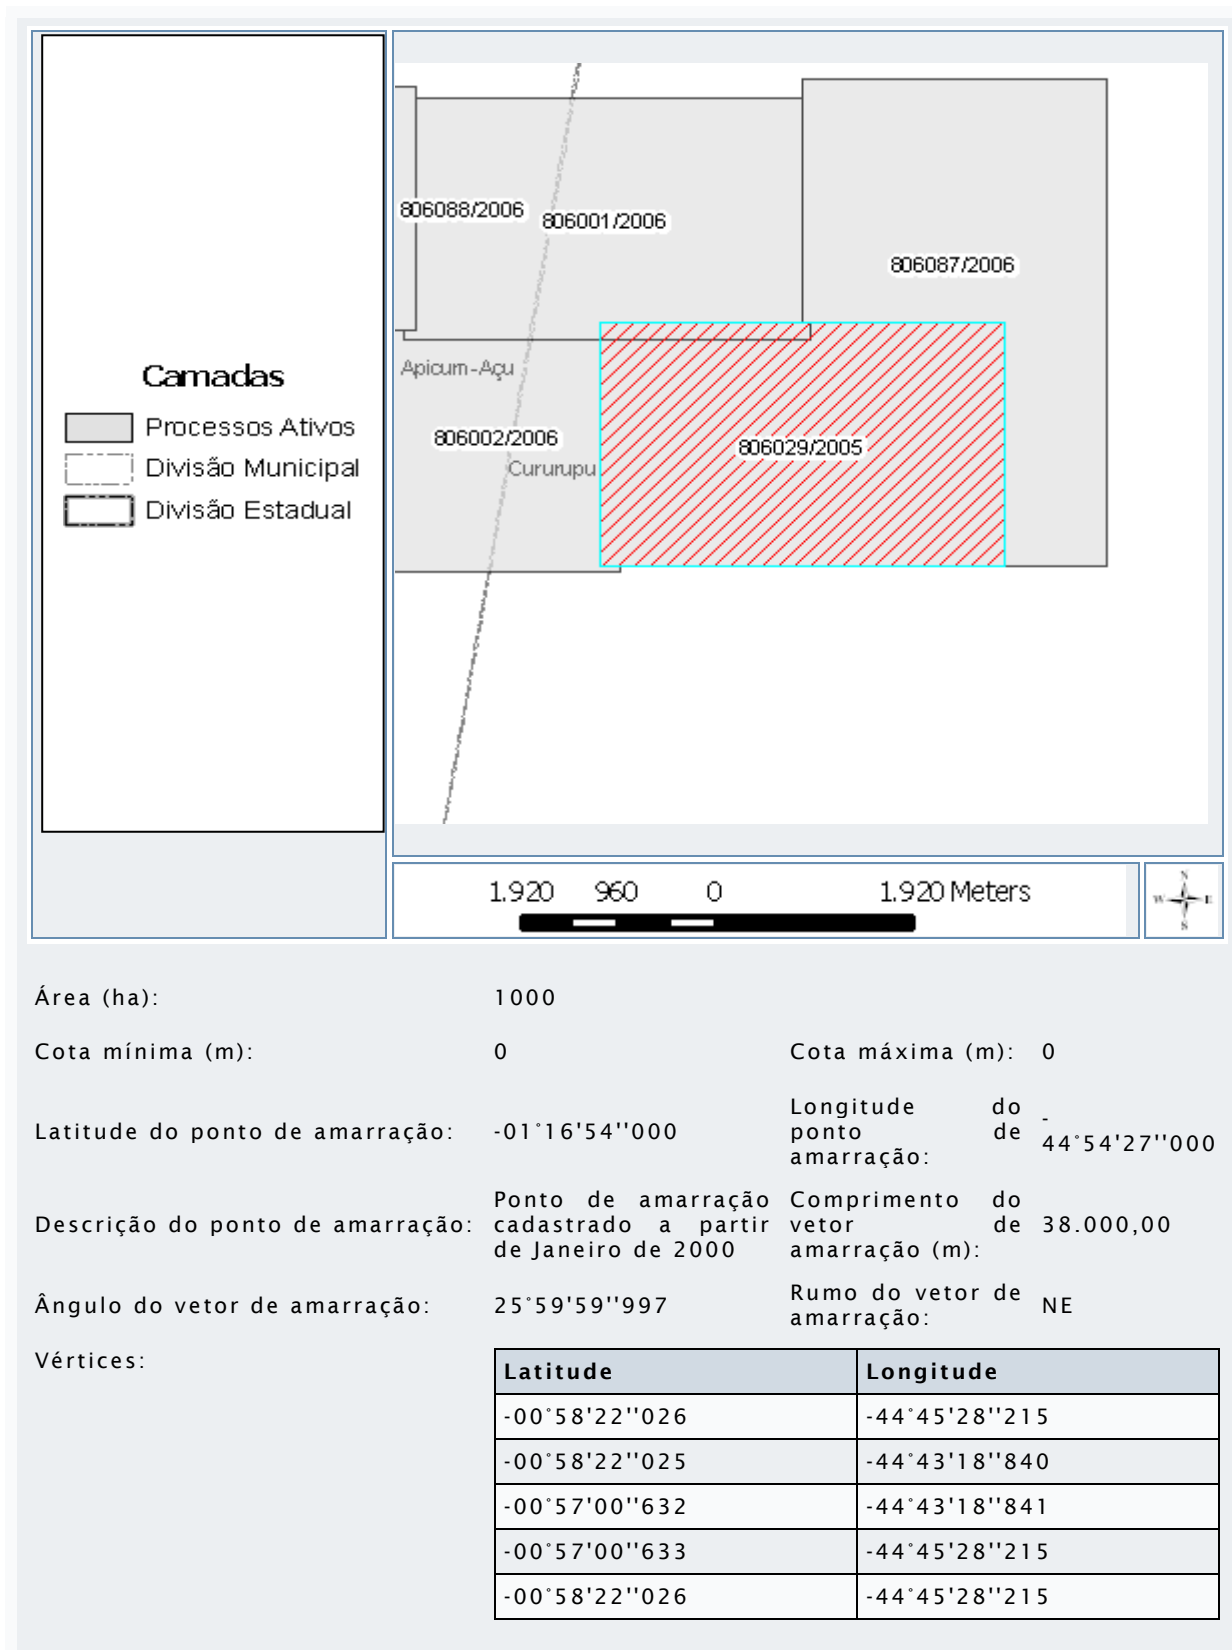 Camadas
Processos Ativos
Divisão Municipal
Divisão Estadual
806088/2006
806001/2006
806087/2006
Apicum-Açu
806002/2006
806029/2005
Cururupu
1.920 960 0 1.920 Meters
N
W E
S
Área (ha): 1000
Cota mínima (m): 0 Cota máxima (m): 0
Latitude do ponto de amarração: -01°16'54''000
Longitude do
ponto de
amarração:
-
44°54'27''000
Descrição do ponto de amarração:
Ponto de amarração
cadastrado a partir
de Janeiro de 2000
Comprimento do
vetor de
amarração (m):
38.000,00
Ângulo do vetor de amarração: 25°59'59''997
Rumo do vetor de
amarração:
NE
Vértices:
Latitude Longitude
-00°58'22''026 -44°45'28''215
-00°58'22''025 -44°43'18''840
-00°57'00''632 -44°43'18''841
-00°57'00''633 -44°45'28''215
-00°58'22''026 -44°45'28''215